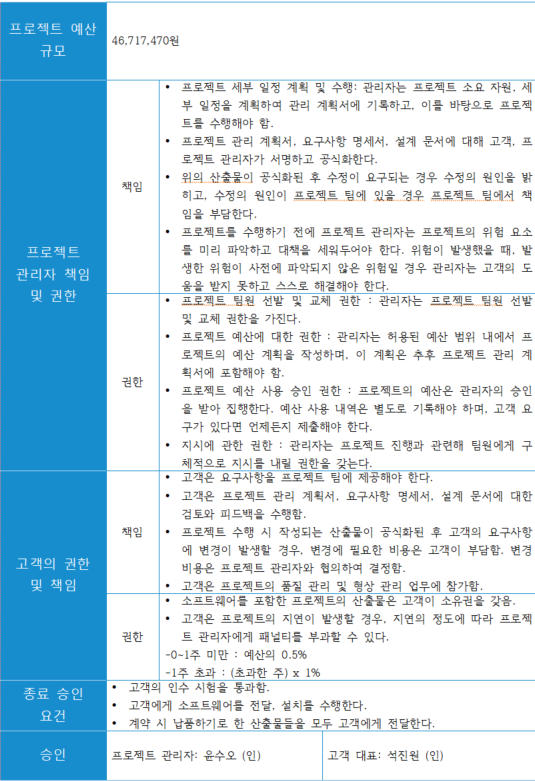 프로젝트 예산
규모
46,717,470원
프로젝트
관리자 책임
및 권한
책임
• 프로젝트 세부 일정 계획 및 수행: 관리자는 프로젝트 소요 자원, 세
부 일정을 계획하여 관리 계획서에 기록하고, 이를 바탕으로 프로젝
트를 수행해야 함.
• 프로젝트 관리 계획서, 요구사항 명세서, 설계 문서에 대해 고객, 프
로젝트 관리자가 서명하고 공식화한다.
• 위의 산출물이 공식화된 후 수정이 요구되는 경우 수정의 원인을 밝
히고, 수정의 원인이 프로젝트 팀에 있을 경우 프로젝트 팀에서 책
임을 부담한다.
• 프로젝트를 수행하기 전에 프로젝트 관리자는 프로젝트의 위험 요소
를 미리 파악하고 대책을 세워두어야 한다. 위험이 발생했을 때, 발
생한 위험이 사전에 파악되지 않은 위험일 경우 관리자는 고객의 도
움을 받지 못하고 스스로 해결해야 한다.
권한
• 프로젝트 팀원 선발 및 교체 권한 : 관리자는 프로젝트 팀원 선발
및 교체 권한을 가진다.
• 프로젝트 예산에 대한 권한 : 관리자는 허용된 예산 범위 내에서 프
로젝트의 예산 계획을 작성하며, 이 계획은 추후 프로젝트 관리 계
획서에 포함해야 함.
• 프로젝트 예산 사용 승인 권한 : 프로젝트의 예산은 관리자의 승인
을 받아 집행한다. 예산 사용 내역은 별도로 기록해야 하며, 고객 요
구가 있다면 언제든지 제출해야 한다.
• 지시에 관한 권한 : 관리자는 프로젝트 진행과 관련해 팀원에게 구
체적으로 지시를 내릴 권한을 갖는다.
고객의 권한
및 책임
책임
• 고객은 요구사항을 프로젝트 팀에 제공해야 한다.
• 고객은 프로젝트 관리 계획서, 요구사항 명세서, 설계 문서에 대한
검토와 피드백을 수행함.
• 프로젝트 수행 시 작성되는 산출물이 공식화된 후 고객의 요구사항
에 변경이 발생할 경우, 변경에 필요한 비용은 고객이 부담함. 변경
비용은 프로젝트 관리자와 협의하여 결정함.
• 고객은 프로젝트의 품질 관리 및 형상 관리 업무에 참가함.
권한
• 소프트웨어를 포함한 프로젝트의 산출물은 고객이 소유권을 갖음.
• 고객은 프로젝트의 지연이 발생할 경우, 지연의 정도에 따라 프로젝
트 관리자에게 패널티를 부과할 수 있다.
-0~1주 미만 : 예산의 0.5%
-1주 초과 : (초과한 주) x 1%
종료 승인
요건
• 고객의 인수 시험을 통과함.
• 고객에게 소프트웨어를 전달, 설치를 수행한다.
• 계약 시 납품하기로 한 산출물들을 모두 고객에게 전달한다.
승인
프로젝트 관리자: 윤수오 (인)
고객 대표: 석진원 (인)